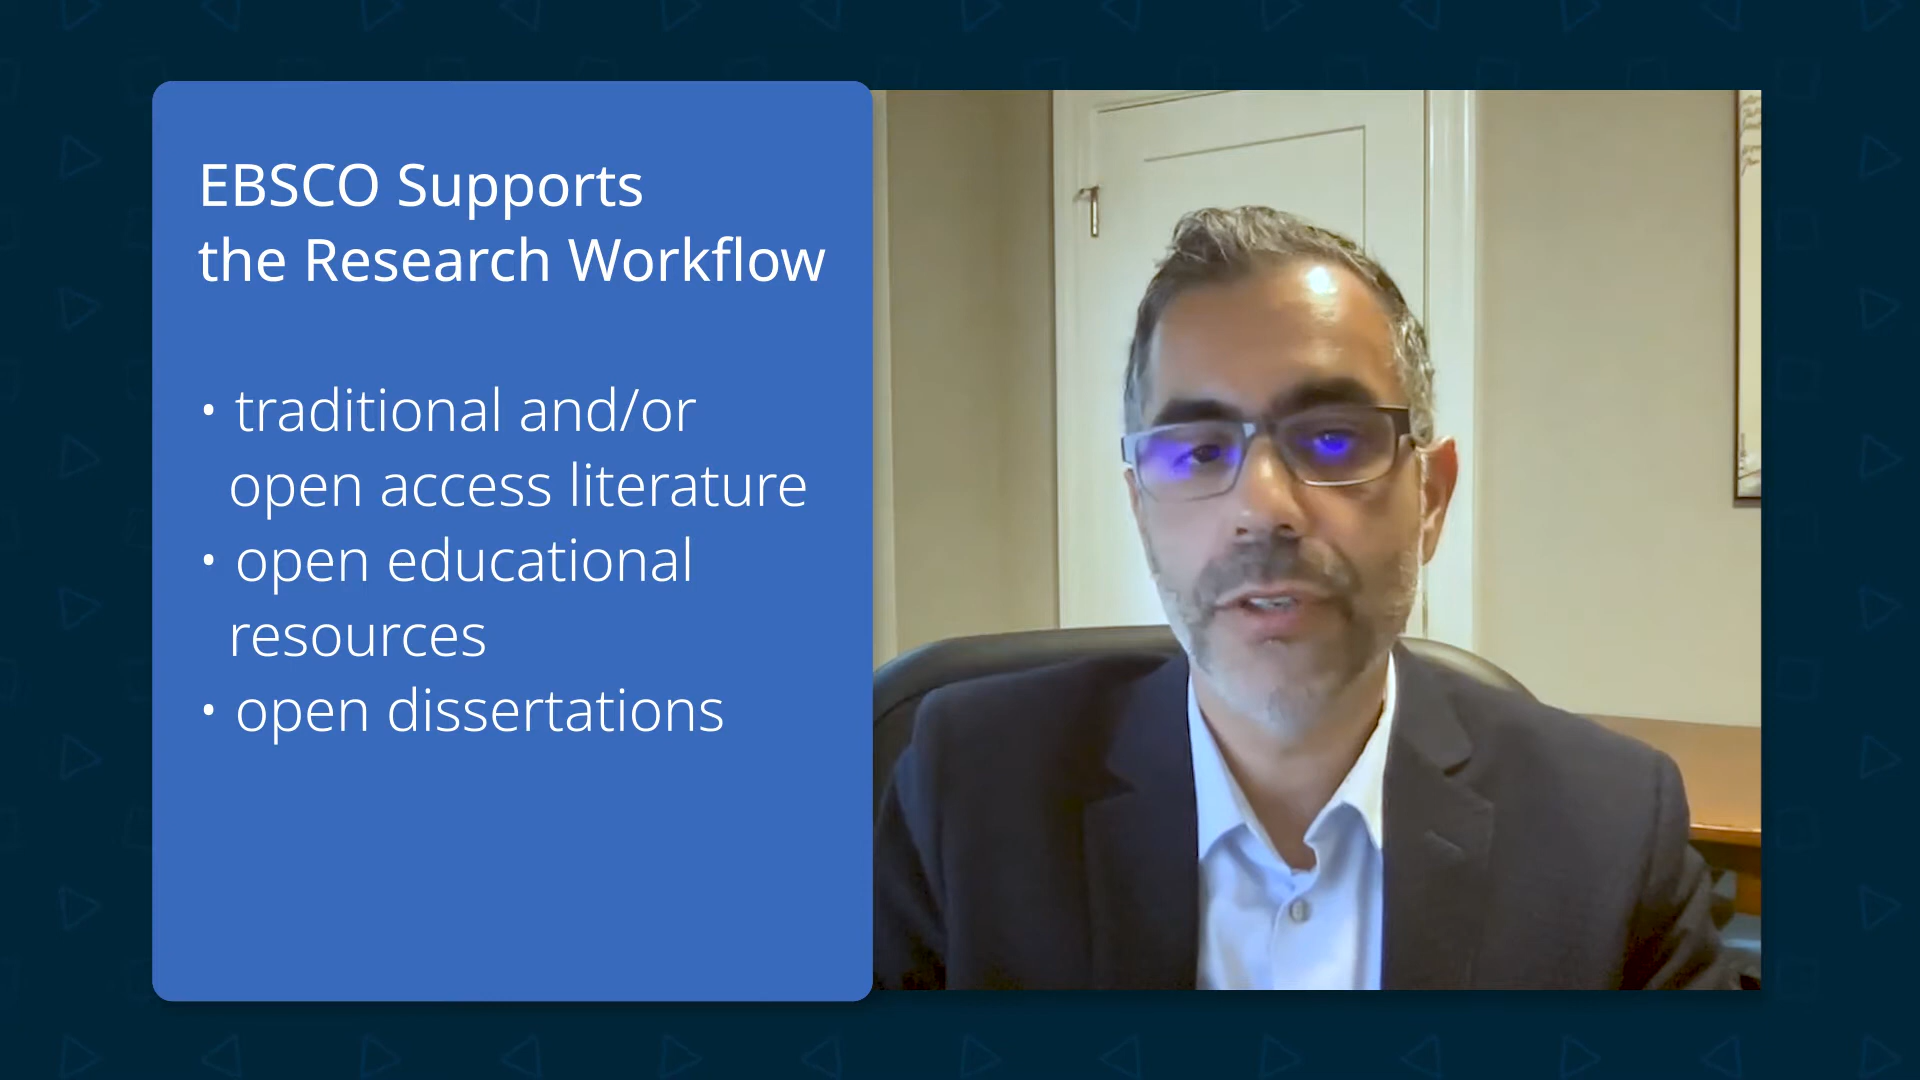 EBSCO Supports
the Research Workflow
• traditional and/or
open access literature
• open educational
resources
• open dissertations